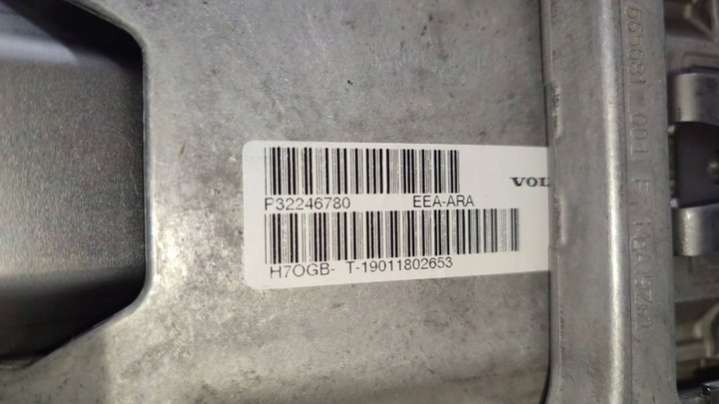 P32246780 EEA-ARA
VOL
H7OGB- T-19011802653